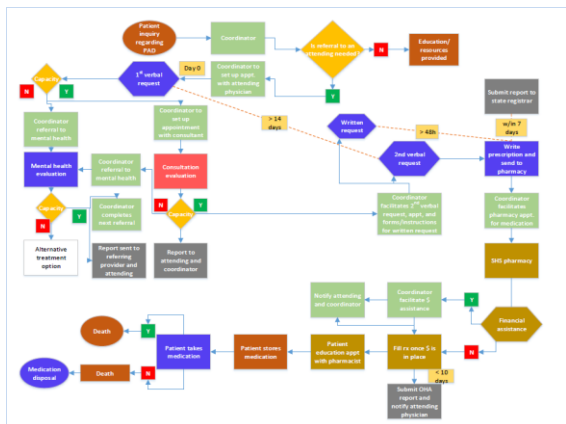 Patient
inquiry
regarding
PAD
Coordinator
Is referral to an
attending needed?
N
Education/
resources
provided
Y
Coordinator to
set up appt.
with attending
physician
Day 0
1st verbal
request
Capacity
N
Y
Submit report to
state registrar
w/in 7
days
Written
request
> 48h
> 14
days
2nd verbal
request
Write
prescription and
send to
pharmacy
Coordinator
referral to
mental health
Coordinator to
set up
appointment
with consultant
Mental health
evaluation
Coordinator
referral to
mental health
Consultation
evaluation
Capacity
N
Y
Coordinator
completes
next referral
Capacity
N
Y
Coordinator
facilitates 2nd verbal
request, appt, and
forms/instructions
for written request
Coordinator
facilitates
pharmacy appt.
for medication
Alternative
treatment
option
Report sent to
referring
provider and
attending
Report to
attending and
coordinator
SHS pharmacy
Notify attending
and coordinator
Coordinator
facilitate $
assistance
Y
Financial
assistance
N
Death
Y
Patient takes
medication
Patient stores
medication
Patient
education appt
with pharmacist
Fill rx once $ is
in place
< 10
days
Medication
disposal
Death
N
Submit OHA
report and
notify attending
physician